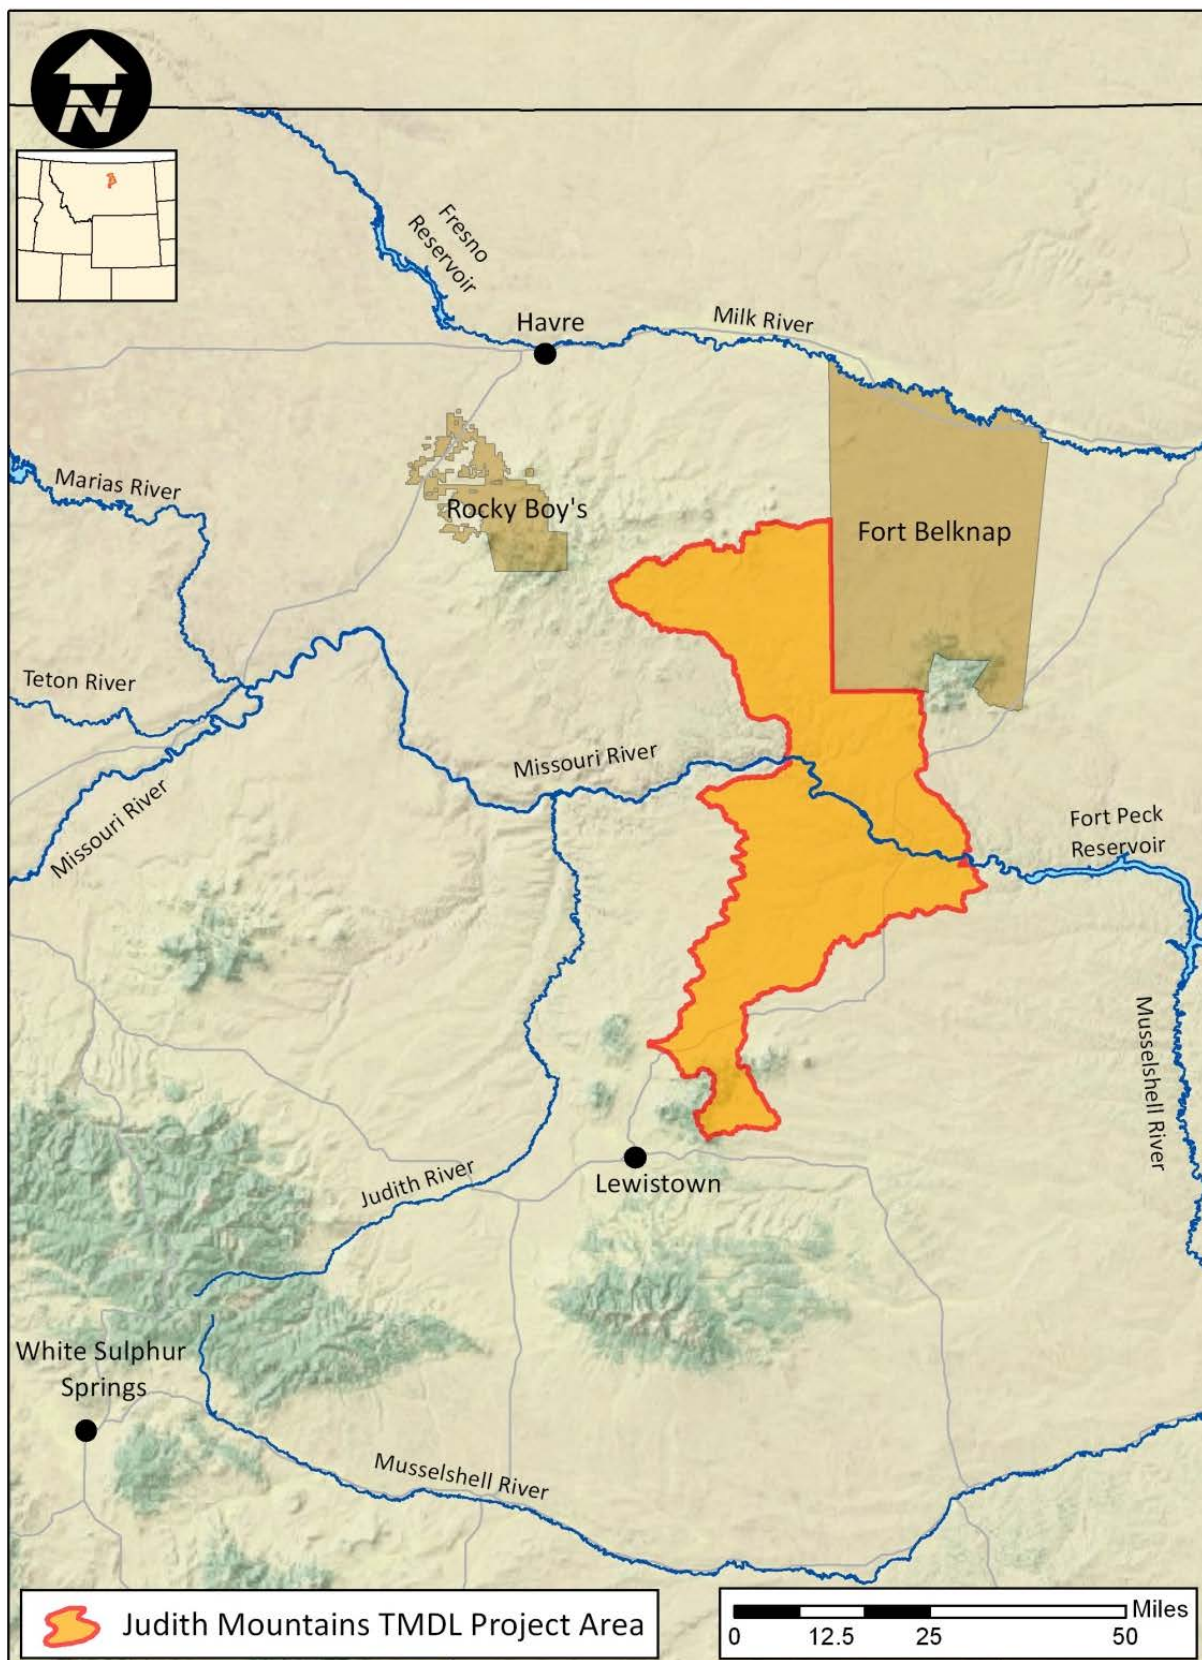 N
Fresno
Reservoir
Havre
Milk River
Marias River
Rocky Boy's
Fort Belknap
Teton River
Missouri River
Missouri River
Fort Peck
Reservoir
Musselshell River
Judith River
Lewistown
White Sulphur
Springs
Musselshell River
Judith Mountains TMDL Project Area
Miles
0 12.5 25 50